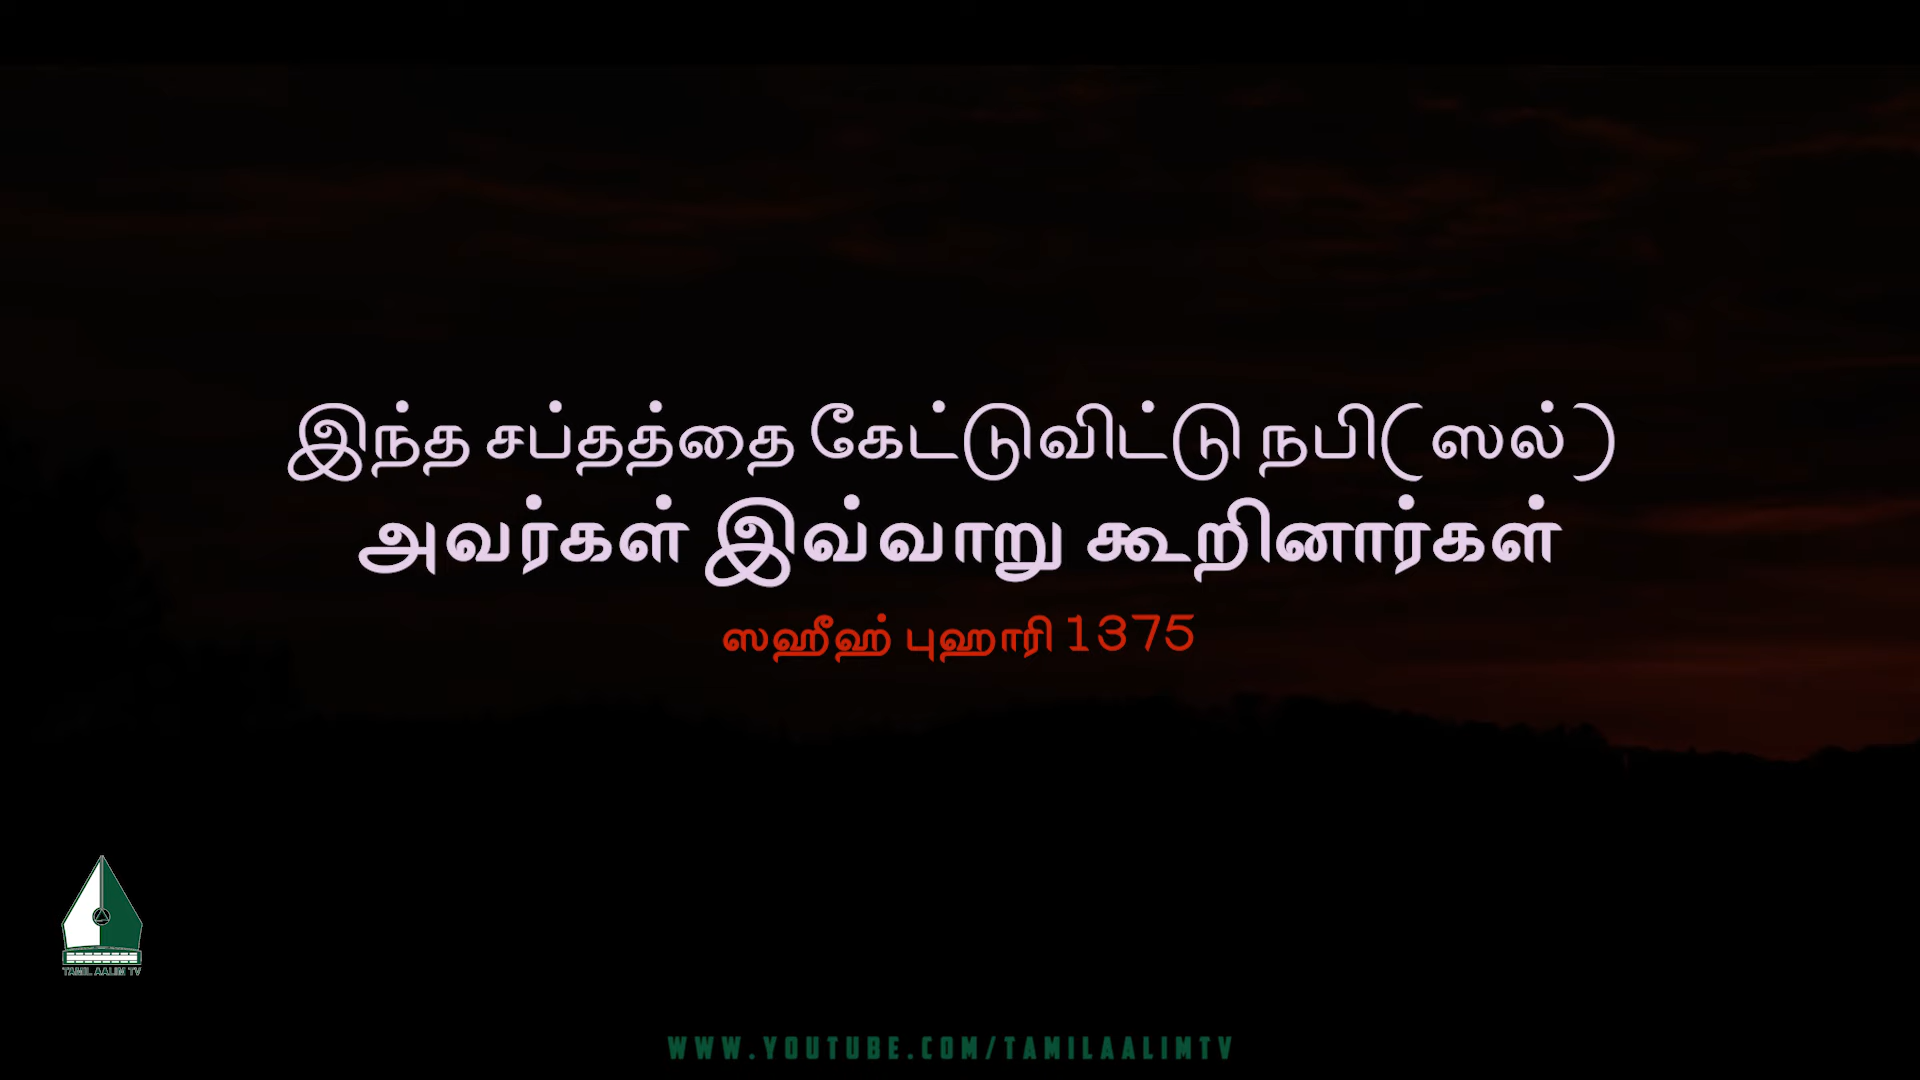 இந்த சப்தத்தை கேட்டுவிட்டு நபி(ஸல்)
அவர்கள் இவ்வாறு கூறினார்கள்
ஸஹீஹ் புஹாரி 1375
TAMIL AALIM TV
WWW.YOUTUBE.COM/TAMILAALIMTV